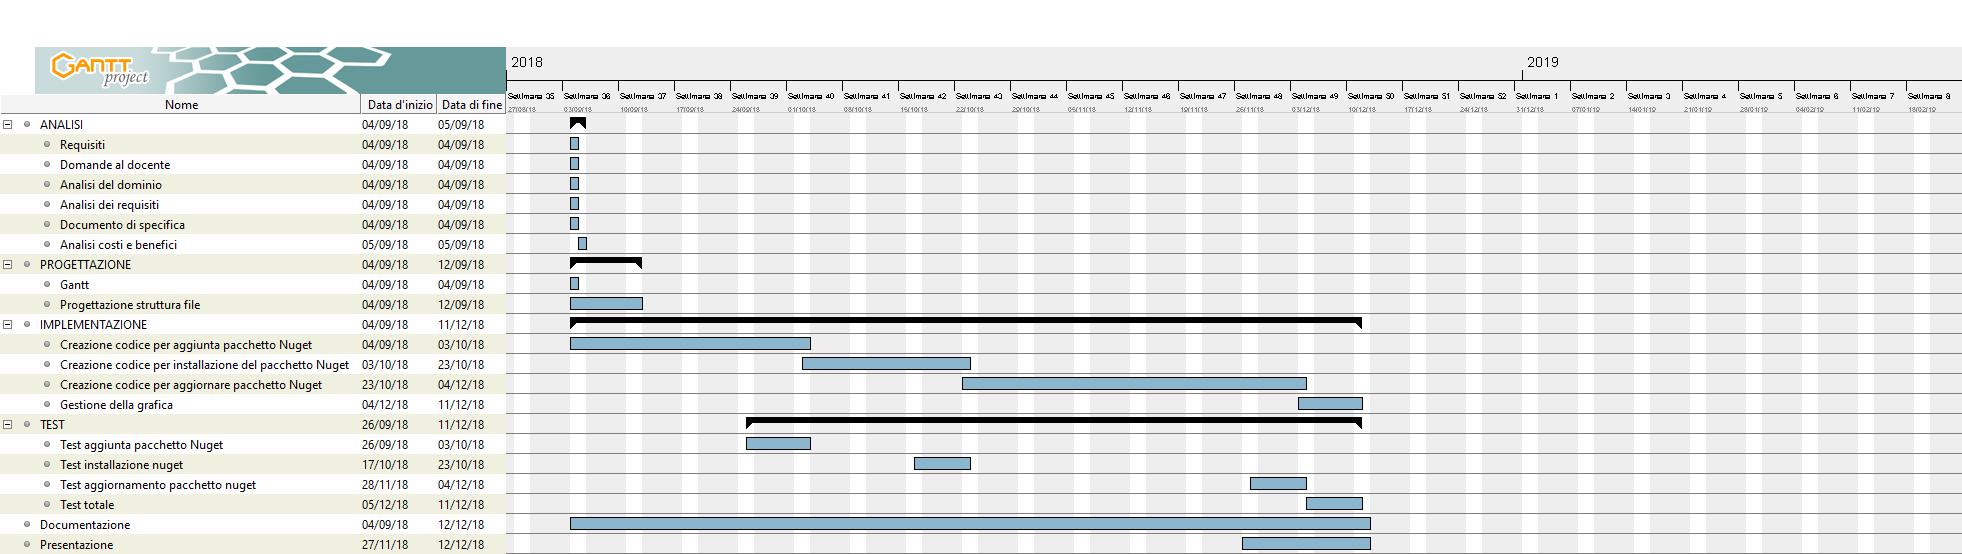 GANTT
project
2018 2019
Settimana 35 Settimana 36 Settimana 37 Settimana 38 Settimana 39 Settimana 40 Settimana 41 Settimana 42 Settimana 43 Settimana 44 Settimana 45 Settimana 46 Settimana 47 Settimana 48 Settimana 49 Settimana 50 Settimana 51 Settimana 52 Settimana 1 Settimana 2 Settimana 3 Settimana 4 Settimana 5 Settimana 6 Settimana 7 Settimana 8
27/08/18 03/09/18 10/09/18 17/09/18 24/09/18 01/10/18 08/10/18 15/10/18 22/10/18 29/10/18 05/11/18 12/11/18 19/11/18 26/11/18 03/12/18 10/12/18 17/12/18 24/12/18 31/12/18 07/01/19 14/01/19 21/01/19 28/01/19 04/02/19 11/02/19 18/02/19
Nome Data d'inizio Data di fine
ANALISI 04/09/18 05/09/18
Requisiti 04/09/18 04/09/18
Domande al docente 04/09/18 04/09/18
Analisi del dominio 04/09/18 04/09/18
Analisi dei requisiti 04/09/18 04/09/18
Documento di specifica 04/09/18 04/09/18
Analisi costi e benefici 05/09/18 05/09/18
PROGETTAZIONE 04/09/18 12/09/18
Gantt 04/09/18 04/09/18
Progettazione struttura file 04/09/18 12/09/18
IMPLEMENTAZIONE 04/09/18 11/12/18
Creazione codice per aggiunta pacchetto Nuget 04/09/18 03/10/18
Creazione codice per installazione del pacchetto Nuget 03/10/18 23/10/18
Creazione codice per aggiornare pacchetto Nuget 23/10/18 04/12/18
Gestione della grafica 04/12/18 11/12/18
TEST 26/09/18 11/12/18
Test aggiunta pacchetto Nuget 26/09/18 03/10/18
Test installazione nuget 17/10/18 23/10/18
Test aggiornamento pacchetto nuget 28/11/18 04/12/18
Test totale 05/12/18 11/12/18
Documentazione 04/09/18 12/12/18
Presentazione 27/11/18 12/12/18